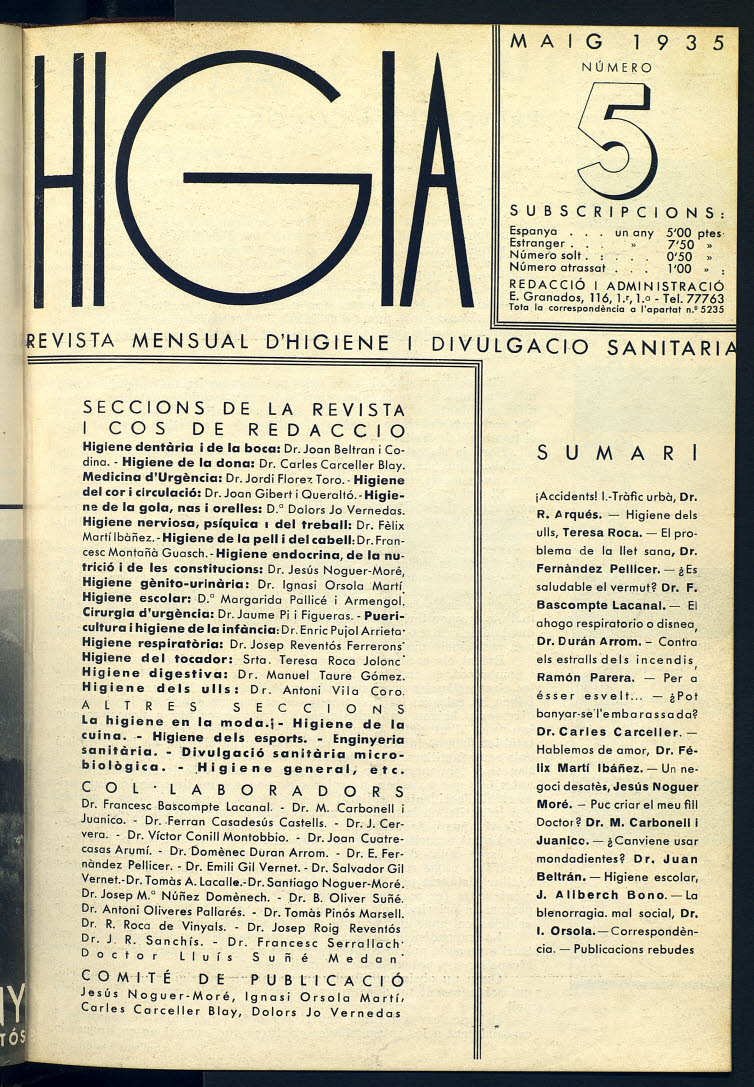 HIGIA
MAIG 1935
NÚMERO
5
SUBSCRIPCIONS:
Espanya . . . un any 5'00 ptes.
Estranger . . . » 7'50 »
Número solt . : . . . 0'50 »
Número atrassat . . . 1'00 » ;
REDACCIÓ I ADMINISTRACIÓ
E. Granados, 116, 1.r, 1.ª - Tel. 77763
Tota la correspondència a l'apartat n.º 5235
REVISTA MENSUAL D'HIGIENE I DIVULGACIO SANITARIA
SECCIONS DE LA REVISTA
I COS DE REDACCIO
Higiene dentària i de la boca: Dr. Joan Beltran i Co-
dina. - Higiene de la dona: Dr. Carles Carceller Blay.
Medicina d'Urgència: Dr. Jordi Florez Toro. - Higiene
del cor i circulació: Dr. Joan Gibert i Queraltó. - Higie-
ne de la gola, nas i orelles: D.ª Dolors Jo Vernedas.
Higiene nerviosa, psíquica i del treball: Dr. Fèlix
Martí Ibàñez. - Higiene de la pell i del cabell: Dr. Fran-
cesc Montañà Guasch. - Higiene endocrina, de la nu-
trició i de les constitucions: Dr. Jesús Noguer-Moré,
Higiene gènito-urinària: Dr. Ignasi Orsola Martí
Higiene escolar: D.ª Margarida Pallicé i Armengol.
Cirurgia d'urgència: Dr. Jaume Pi i Figueras. - Pueri-
cultura i higiene de la infància: Dr. Enric Pujol Arrieta·
Higiene respiratòria: Dr. Josep Reventós Ferrerons·
Higiene del tocador: Srta. Teresa Roca Jolonc·
Higiene digestiva: Dr. Manuel Taure Gómez.
Higiene dels ulls: Dr. Antoni Vila Coro.
ALTRES SECCIONS
La higiene en la moda.¡- Higiene de la
cuina. - Higiene dels esports. - Enginyeria
sanitària. - Divulgació sanitària micro-
biològica. - Higiene general, etc.
COL·LABORADORS
Dr. Francesc Bascompte Lacanal. - Dr. M. Carbonell i
Juanico. - Dr. Ferran Casadesús Castells. - Dr. J. Cer-
vera. - Dr. Víctor Conill Montobbio. - Dr. Joan Cuatre-
casas Arumí. - Dr. Domènec Duran Arrom. - Dr. E. Fer-
nàndez Pellicer. - Dr. Emili Gil Vernet. - Dr. Salvador Gil
Vernet.-Dr. Tomàs A. Lacalle.-Dr. Santiago Noguer-Moré.
Dr. Josep M.ª Núñez Domènech. - Dr. B. Oliver Suñé.
Dr. Antoni Oliveres Pallarés. - Dr. Tomàs Pinós Marsell.
Dr. R. Roca de Vinyals. - Dr. Josep Roig Reventós
Dr. J. R. Sanchís. - Dr. Francesc Serrallach·
Doctor Lluís Suñé Medan·
COMITÉ DE PUBLICACIÓ
Jesús Noguer-Moré, Ignasi Orsola Martí,
Carles Carceller Blay, Dolors Jo Vernedas
SUMARI
¡Accidents! I.-Tràfic urbà, Dr.
R. Arqués. — Higiene dels
ulls, Teresa Roca. — El pro-
blema de la llet sana, Dr.
Fernàndez Pellicer. — ¿Es
saludable el vermut? Dr. F.
Bascompte Lacanal. — El
ahogo respiratorio o disnea,
Dr. Durán Arrom. - Contra
els estralls dels incendis,
Ramón Parera. — Per a
ésser esvelt... — ¿Pot
banyar-se l'embarassada?
Dr. Carles Carceller. —
Hablemos de amor, Dr. Fé-
lix Martí Ibáñez. — Un ne-
goci desatès, Jesús Noguer
Moré. — Puc criar el meu fill
Doctor? Dr. M. Carbonell i
Juanico. — ¿Canviene usar
mondadientes? Dr. Juan
Beltrán. — Higiene escolar,
J. Aliberch Bono. — La
blenorragia. mal social, Dr.
I. Orsola. — Correspondèn-
cia. — Publicacions rebudes
NY
TÓS